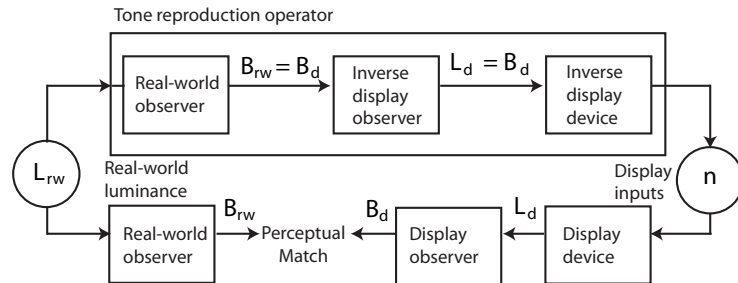 Tone reproduction operator
Real-world
observer
B_rw = B_d
Inverse
display
observer
L_d = B_d
Inverse
display
device
L_rw
Real-world
luminance
Display
inputs
n
Real-world
observer
B_rw
Perceptual
Match
B_d
Display
observer
L_d
Display
device